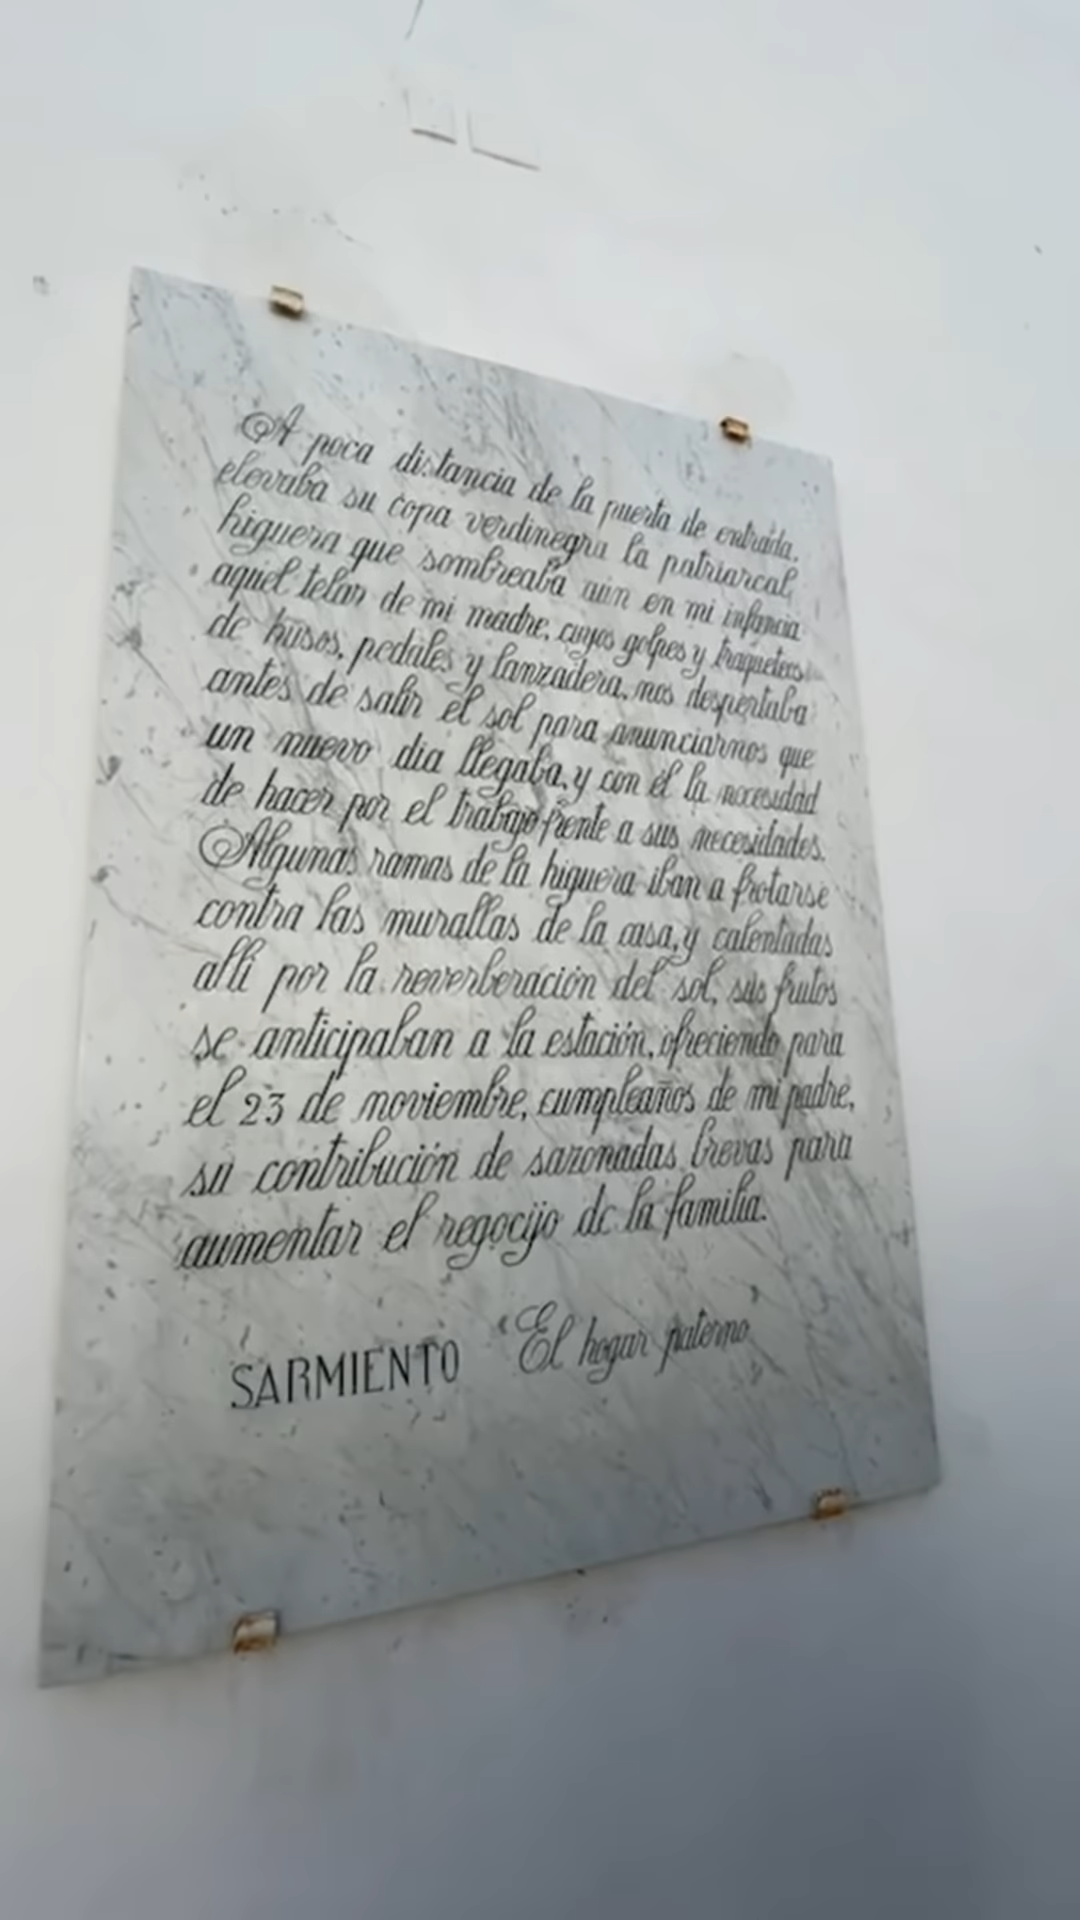 A poca distancia de la puerta de entrada,
elevaba su copa verdinegra la patriarcal
higuera que sombreaba aún en mi infancia
aquel telar de mi madre, cuyos golpes y traqueteos
de husos, pedales y lanzadera, nos despertaba
antes de salir el sol para anunciarnos que
un nuevo día llegaba, y con él la necesidad
de hacer por el trabajo frente a sus necesidades.
Algunas ramas de la higuera iban a frotarse
contra las murallas de la casa, y calentadas
allí por la reverberación del sol, sus frutos
se anticipaban a la estación, ofreciendo para
el 23 de noviembre, cumpleaños de mi padre,
su contribución de sazonadas brevas para
aumentar el regocijo de la familia.
SARMIENTO "El hogar paterno"